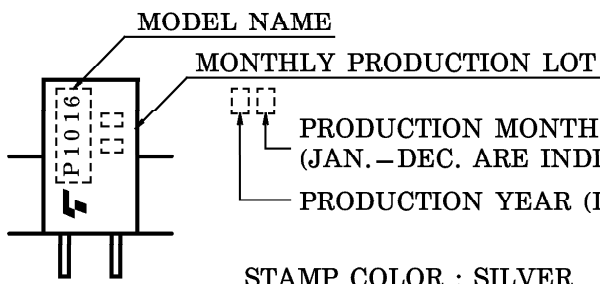 MODEL NAME
MONTHLY PRODUCTION LOT
P1016
PRODUCTION MONTH
(JAN.–DEC. ARE INDI
PRODUCTION YEAR (
STAMP COLOR : SILVER